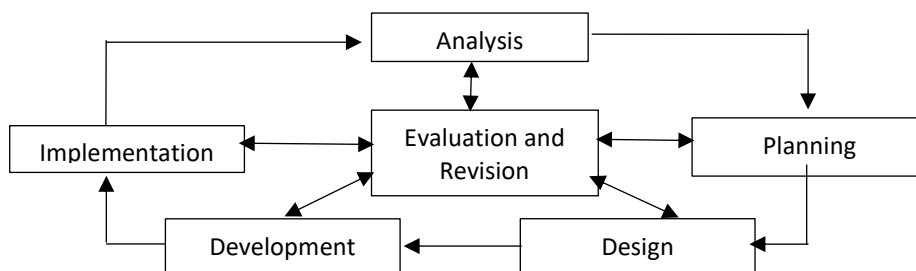 Analysis
Implementation
Evaluation and
Revision
Planning
Development
Design